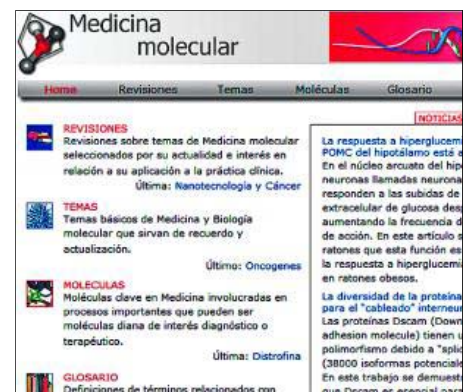 Medicina
molecular
Home Revisiones Temas Moléculas Glosario
REVISIONES
Revisiones sobre temas de Medicina molecular
seleccionados por su actualidad e interés en
relación a su aplicación a la práctica clínica.
Última: Nanotecnología y Cáncer
TEMAS
Temas básicos de Medicina y Biología
molecular que sirvan de recuerdo y
actualización.
Último: Oncogenes
MOLECULAS
Moléculas clave en Medicina involucradas en
procesos importantes que pueden ser
moléculas diana de interés diagnóstico o
terapéutico.
Última: Distrofina
GLOSARIO
Definiciones de términos relacionados con
NOTICIAS
La respuesta a hiperglucem
POMC del hipotálamo está a
En el núcleo arcuato del hip
neuronas llamadas neurona
responden a las subidas de
extracelular de glucosa des
aumentando la frecuencia d
de acción. En este artículo s
ratones que esta función es
la respuesta a hiperglucemi
en ratones obesos.
La diversidad de la proteína
para el "cableado" interneur
Las proteínas Dscam (Down
adhesion molecule) tienen u
polimorfismo debido a "splic
(38000 isoformas potenciale
En este trabajo se demuest
que Dscam es esencial para